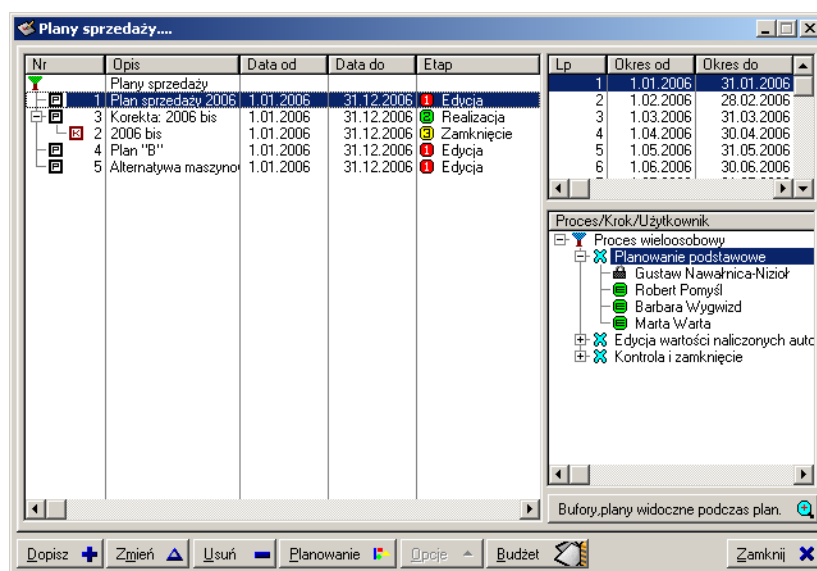 Plany sprzedaży....
Nr Opis Data od Data do Etap
Plany sprzedaży
1 Plan sprzedaży 2006 1.01.2006 31.12.2006 1 Edycja
3 Korekta: 2006 bis 1.01.2006 31.12.2006 2 Realizacja
2 2006 bis 1.01.2006 31.12.2006 3 Zamknięcie
4 Plan "B" 1.01.2006 31.12.2006 1 Edycja
5 Alternatywa maszyno 1.01.2006 31.12.2006 1 Edycja
Lp Okres od Okres do
1 1.01.2006 31.01.2006
2 1.02.2006 28.02.2006
3 1.03.2006 31.03.2006
4 1.04.2006 30.04.2006
5 1.05.2006 31.05.2006
6 1.06.2006 30.06.2006
Proces/Krok/Użytkownik
Proces wieloosobowy
Planowanie podstawowe
Gustaw Nawałnica-Nizioł
Robert Pomyśl
Barbara Wygwizd
Marta Warta
Edycja wartości naliczonych auto
Kontrola i zamknięcie
Bufory,plany widoczne podczas plan.
Dopisz Zmień Usuń Planowanie Opcje Budżet Zamknij